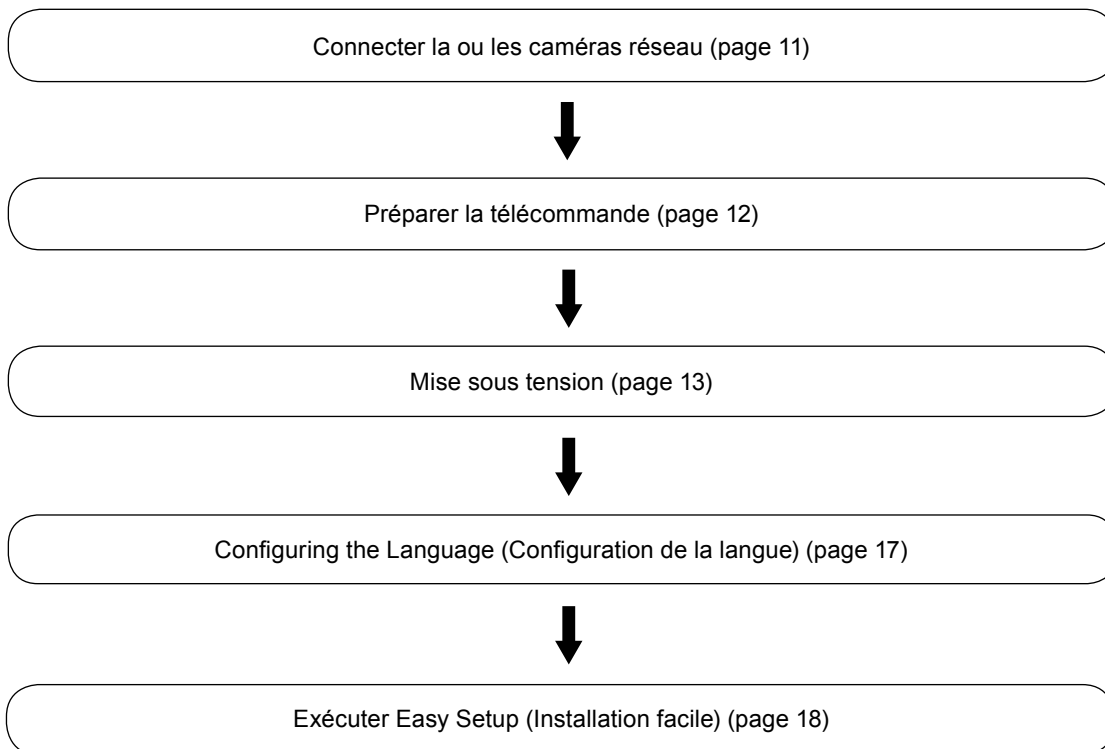 Connecter la ou les caméras réseau (page 11)
Préparer la télécommande (page 12)
Mise sous tension (page 13)
Configuring the Language (Configuration de la langue) (page 17)
Exécuter Easy Setup (Installation facile) (page 18)